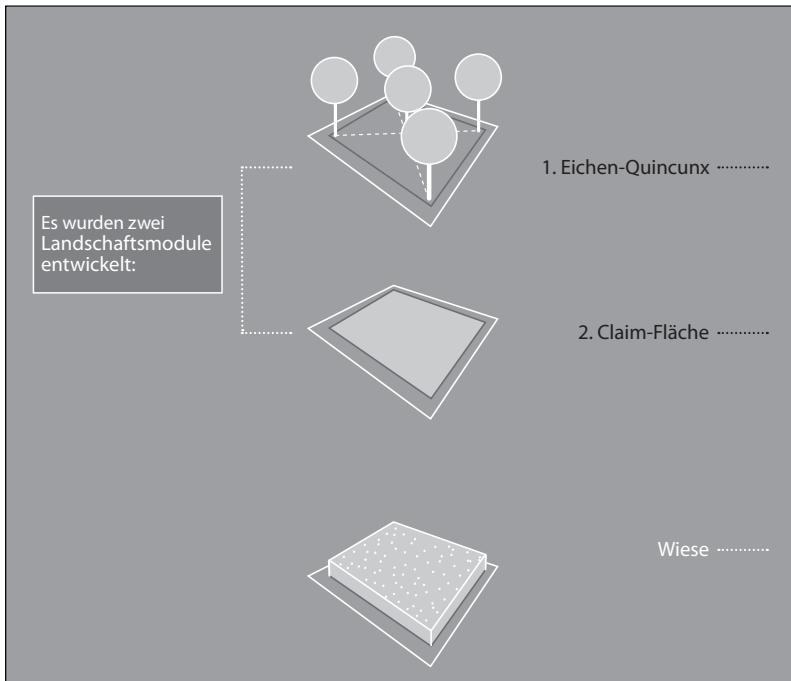 Es wurden zwei
Landschaftsmodule
entwickelt:
1. Eichen-Quincunx
2. Claim-Fläche
Wiese